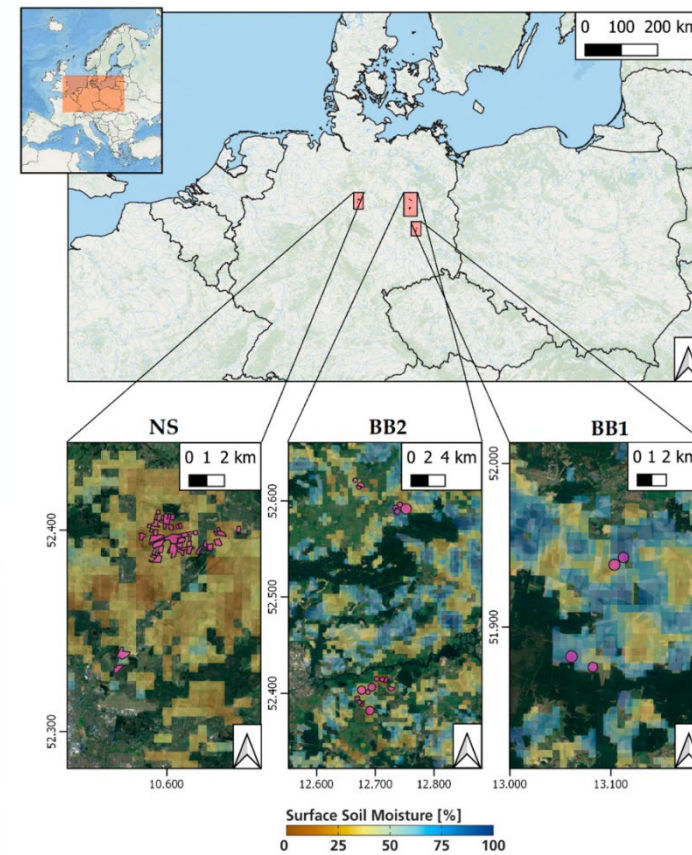 0 100 200 km
NS
BB2
BB1
0 1 2 km
0 2 4 km
0 1 2 km
52.400
52.300
10.600
52.600
52.500
52.400
12.600 12.700 12.800
52.000
51.900
13.000 13.100
Surface Soil Moisture [%]
0 25 50 75 100